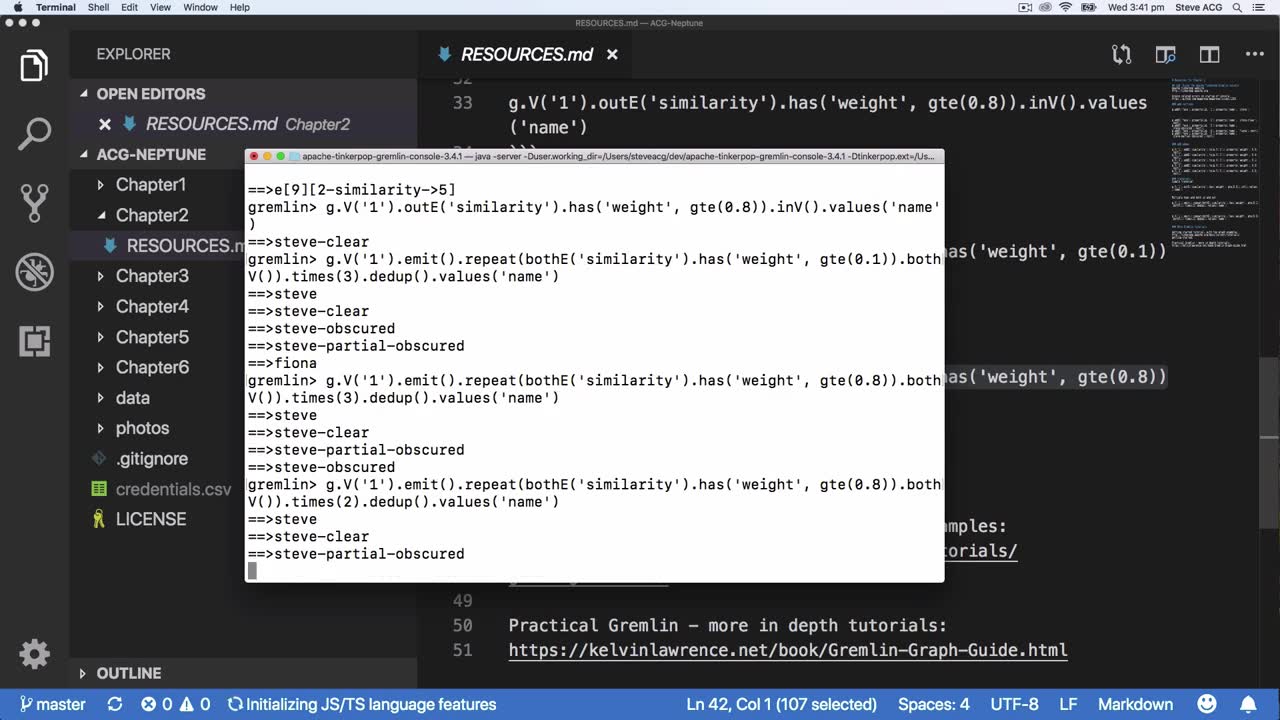 Terminal Shell Edit View Window Help Wed 3:41 pm Steve ACG
RESOURCES.md — ACG-Neptune
EXPLORER
OPEN EDITORS
RESOURCES.md Chapter2
ACG-NEPTUNE
Chapter1
Chapter2
RESOURCES.m
Chapter3
Chapter4
Chapter5
Chapter6
data
photos
.gitignore
credentials.csv
LICENSE
OUTLINE
RESOURCES.md
32
33 g.V('1').outE('similarity').has('weight', gte(0.8)).inV().values
('name')
apache-tinkerpop-gremlin-console-3.4.1 — java -server -Duser.working_dir=/Users/steveacg/dev/apache-tinkerpop-gremlin-console-3.4.1 -Dtinkerpop.ext=/Us...
==>e[9][2-similarity->5]
gremlin> g.V('1').outE('similarity').has('weight', gte(0.8)).inV().values('name'
)
==>steve-clear
gremlin> g.V('1').emit().repeat(bothE('similarity').has('weight', gte(0.1)).both
V()).times(3).dedup().values('name')
==>steve
==>steve-clear
==>steve-obscured
==>steve-partial-obscured
==>fiona
gremlin> g.V('1').emit().repeat(bothE('similarity').has('weight', gte(0.8)).both
V()).times(3).dedup().values('name')
==>steve
==>steve-clear
==>steve-partial-obscured
==>steve-obscured
gremlin> g.V('1').emit().repeat(bothE('similarity').has('weight', gte(0.8)).both
V()).times(2).dedup().values('name')
==>steve
==>steve-clear
==>steve-partial-obscured
has('weight', gte(0.1))
has('weight', gte(0.8))
amples:
torials/
49
50 Practical Gremlin - more in depth tutorials:
51 https://kelvinlawrence.net/book/Gremlin-Graph-Guide.html
master 0 0 Initializing JS/TS language features Ln 42, Col 1 (107 selected) Spaces: 4 UTF-8 LF Markdown